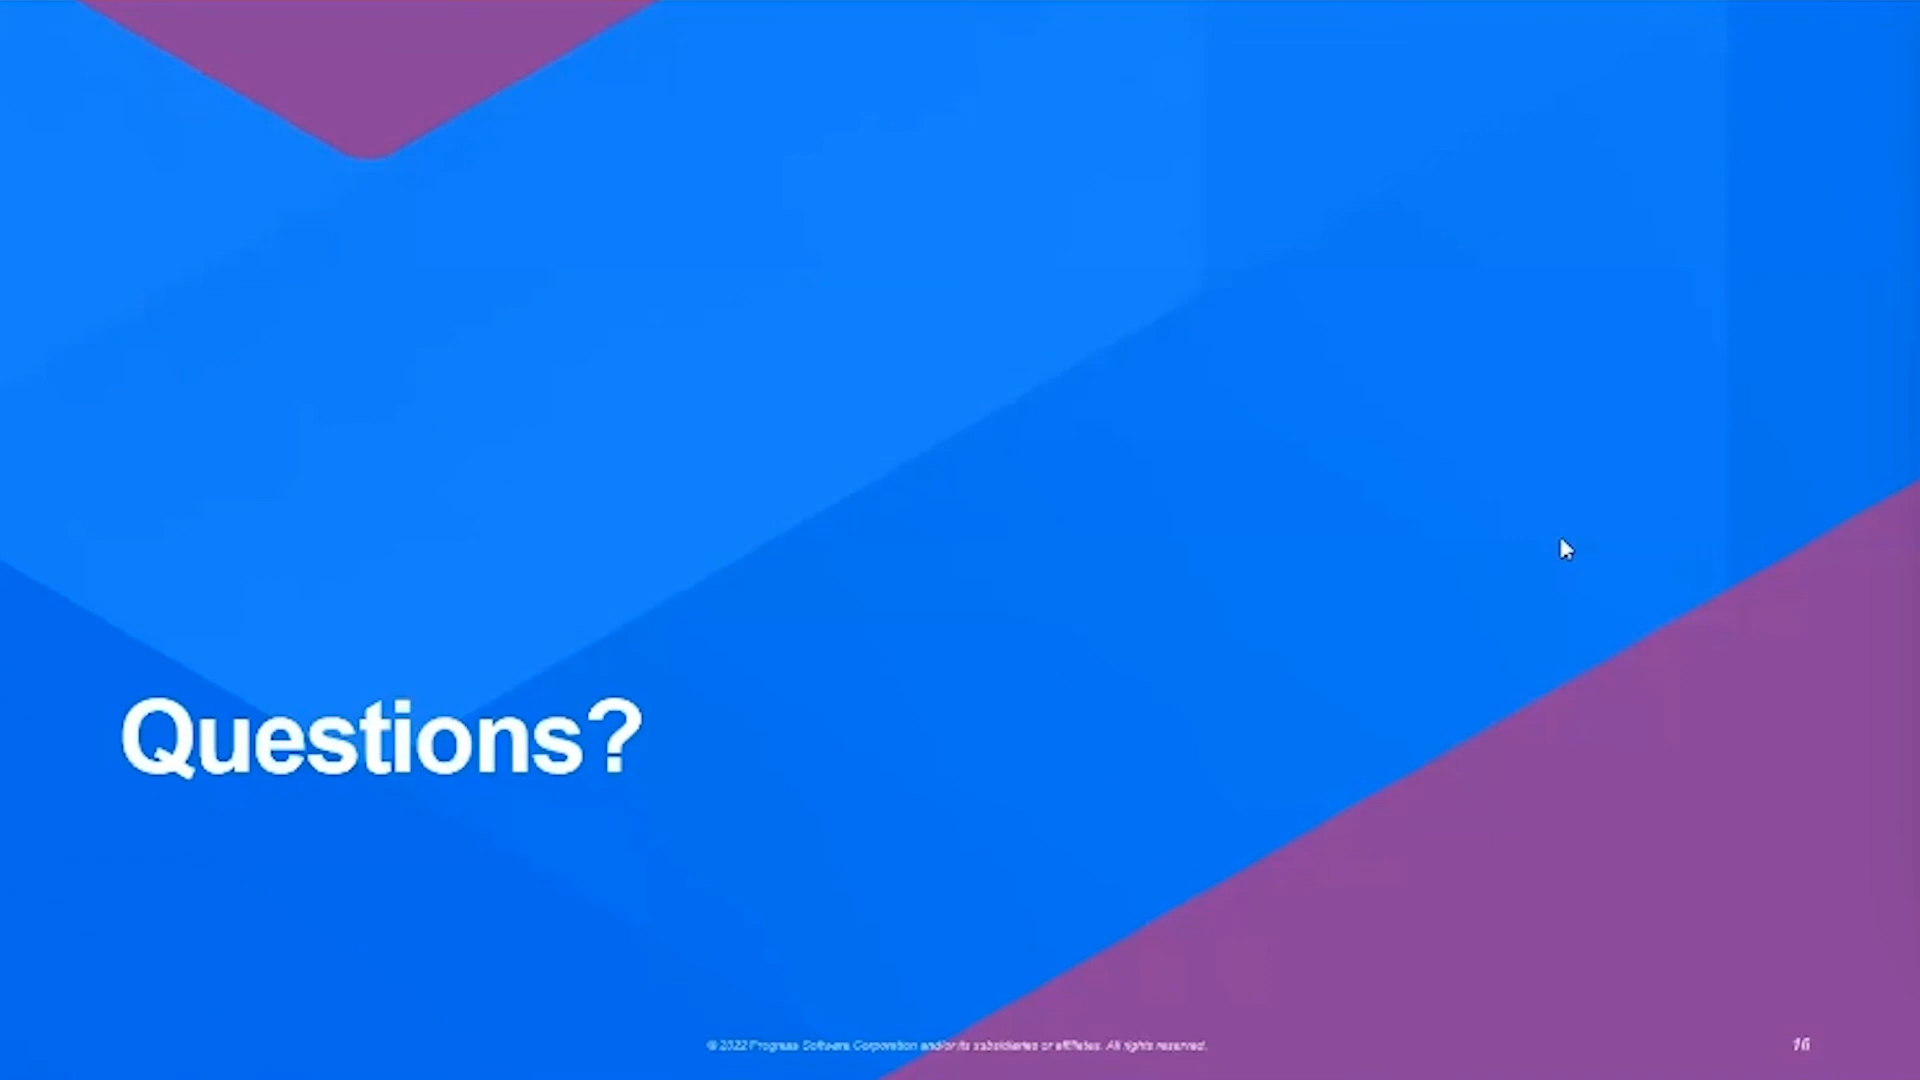 Questions?
© 2022 Progress Software Corporation and/or its subsidiaries or affiliates. All rights reserved.
16